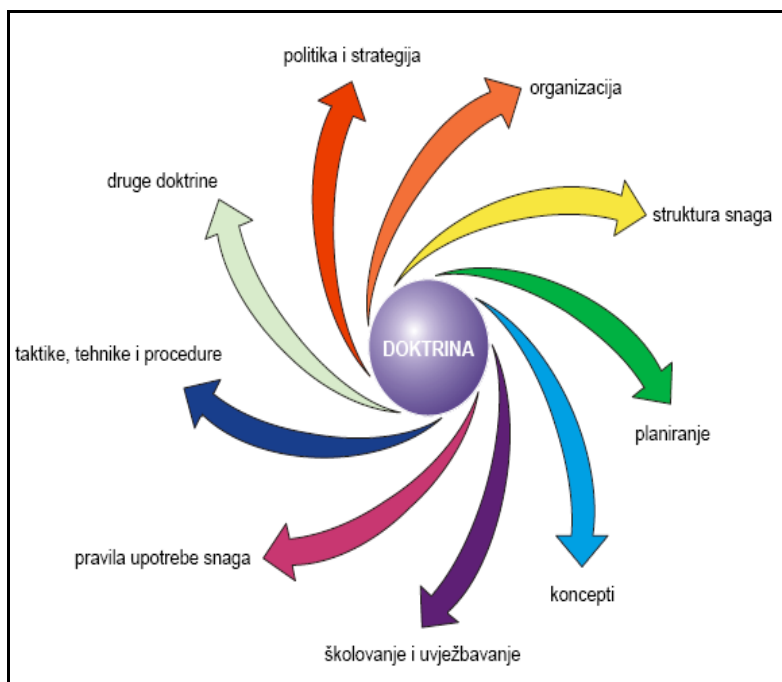 politika i strategija
organizacija
druge doktrine
struktura snaga
DOKTRINA
taktike, tehnike i procedure
planiranje
pravila upotrebe snaga
koncepti
školovanje i uvježbavanje